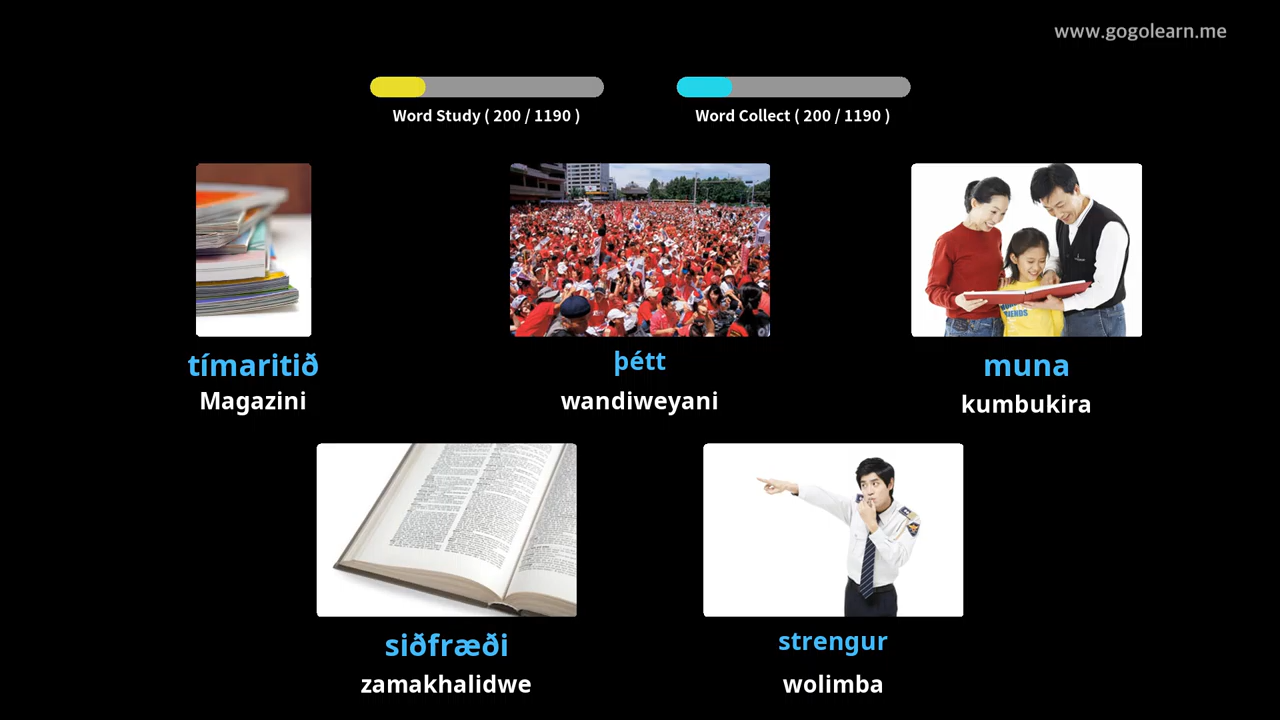 www.gogolearn.me
Word Study ( 200 / 1190 )
Word Collect ( 200 / 1190 )
tímaritið
Magazini
þétt
wandiweyani
muna
kumbukira
siðfræði
zamakhalidwe
strengur
wolimba